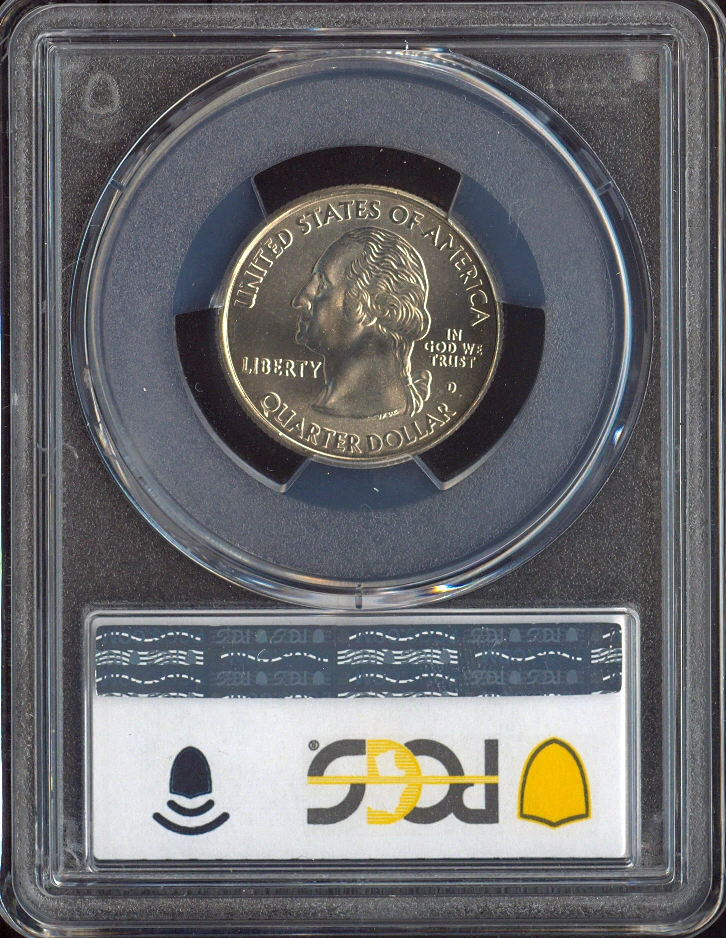 UNITED STATES OF AMERICA
LIBERTY
IN
GOD WE
TRUST
D
QUARTER DOLLAR
PCGS®